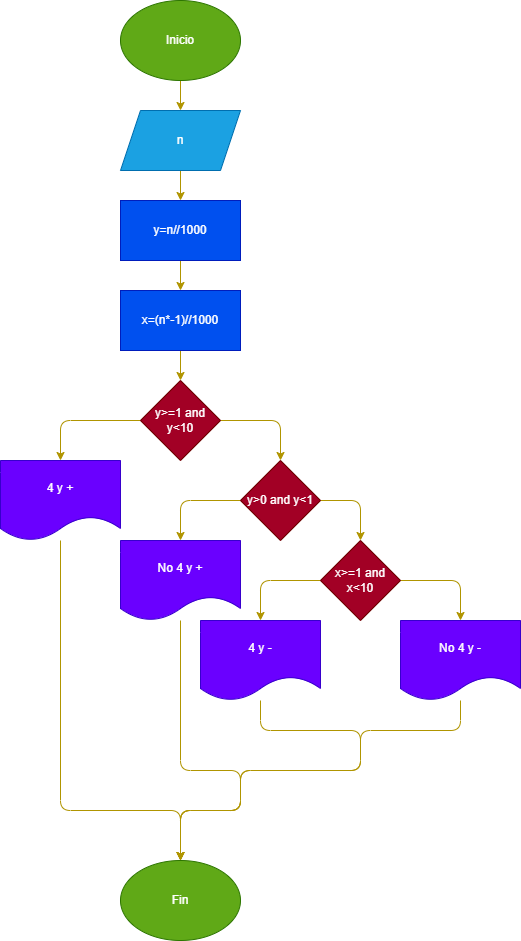 Inicio
n
y=n//1000
x=(n*-1)//1000
y>=1 and
y<10
4 y +
y>0 and y<1
No 4 y +
x>=1 and
x<10
4 y -
No 4 y -
Fin